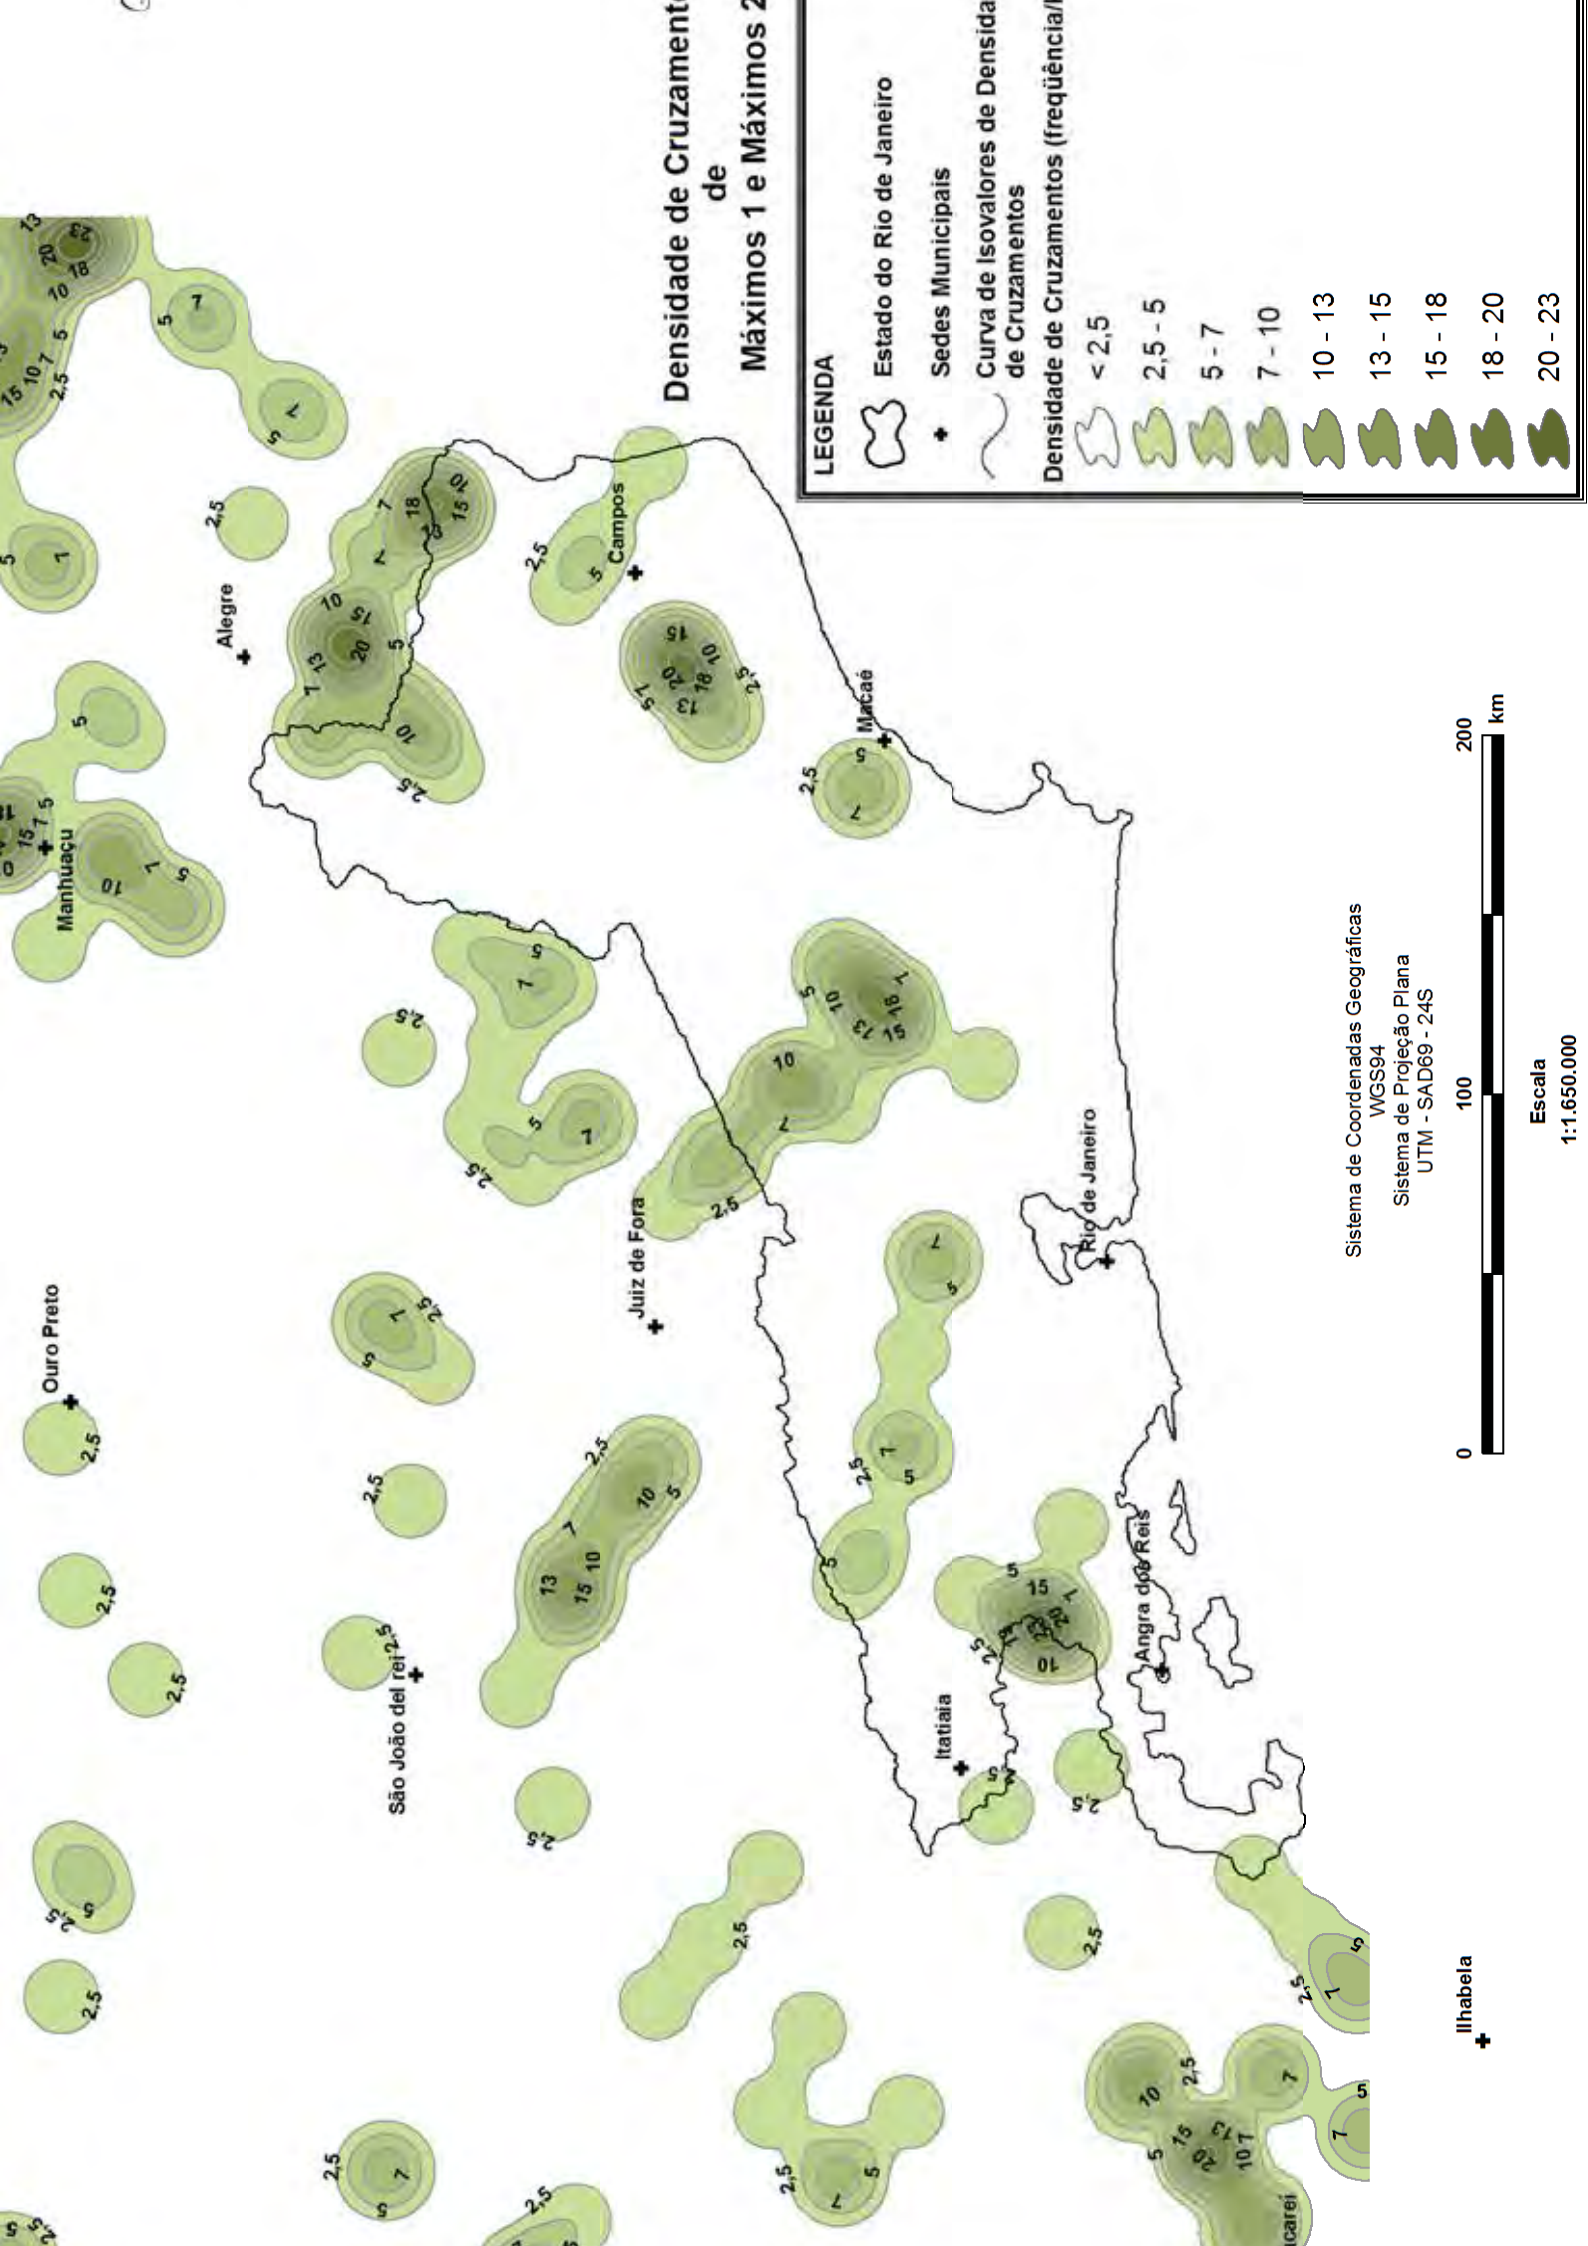 Densidade de Cruzament
de
Máximos 1 e Máximos 2
LEGENDA
Estado do Rio de Janeiro
Sedes Municipais
Curva de Isovalores de Densida
de Cruzamentos
Densidade de Cruzamentos (freqüência/
< 2,5
2,5 - 5
5 - 7
7 - 10
10 - 13
13 - 15
15 - 18
18 - 20
20 - 23
Ouro Preto
Manhuaçu
Alegre
São João del rei
Juiz de Fora
Campos
Macaé
Itatiaia
Rio de Janeiro
Angra dos Reis
Ilhabela
carei
Sistema de Coordenadas Geográficas
WGS94
Sistema de Projeção Plana
UTM - SAD69 - 24S
0 100 200
km
Escala
1:1.650.000